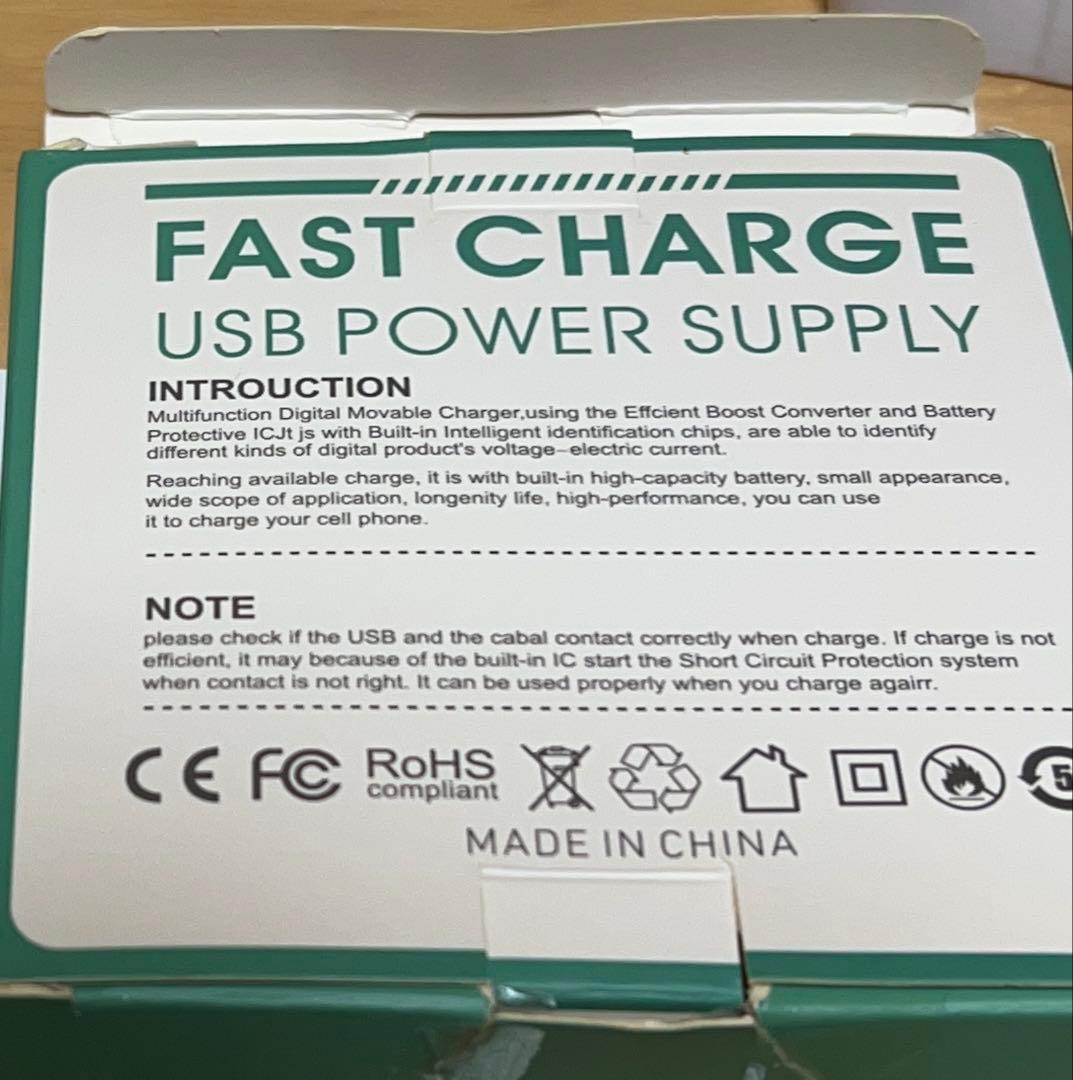 FAST CHARGE
USB POWER SUPPLY
INTROUCTION
Multifunction Digital Movable Charger,using the Effcient Boost Converter and Battery
Protective ICJt js with Built-in Intelligent identification chips, are able to identify
different kinds of digital product's voltage-electric current.
Reaching available charge, it is with built-in high-capacity battery, small appearance,
wide scope of application, longenity life, high-performance, you can use
it to charge your cell phone.
NOTE
please check if the USB and the cabal contact correctly when charge. If charge is not
efficient, it may because of the built-in IC start the Short Circuit Protection system
when contact is not right. It can be used properly when you charge agairr.
CE FC RoHS
compliant
5
MADE IN CHINA